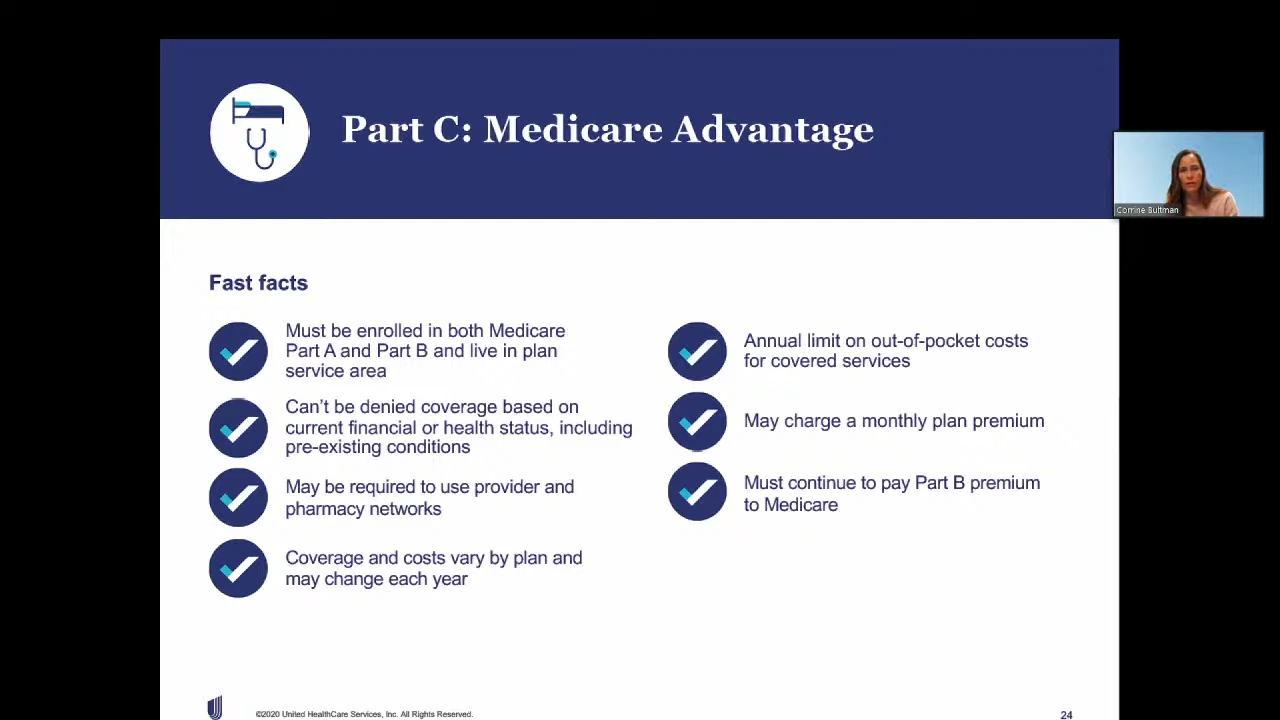 Part C: Medicare Advantage
Corrine Bultman
Fast facts
Must be enrolled in both Medicare
Part A and Part B and live in plan
service area
Can’t be denied coverage based on
current financial or health status, including
pre-existing conditions
May be required to use provider and
pharmacy networks
Coverage and costs vary by plan and
may change each year
Annual limit on out-of-pocket costs
for covered services
May charge a monthly plan premium
Must continue to pay Part B premium
to Medicare
©2020 United HealthCare Services, Inc. All Rights Reserved.
24